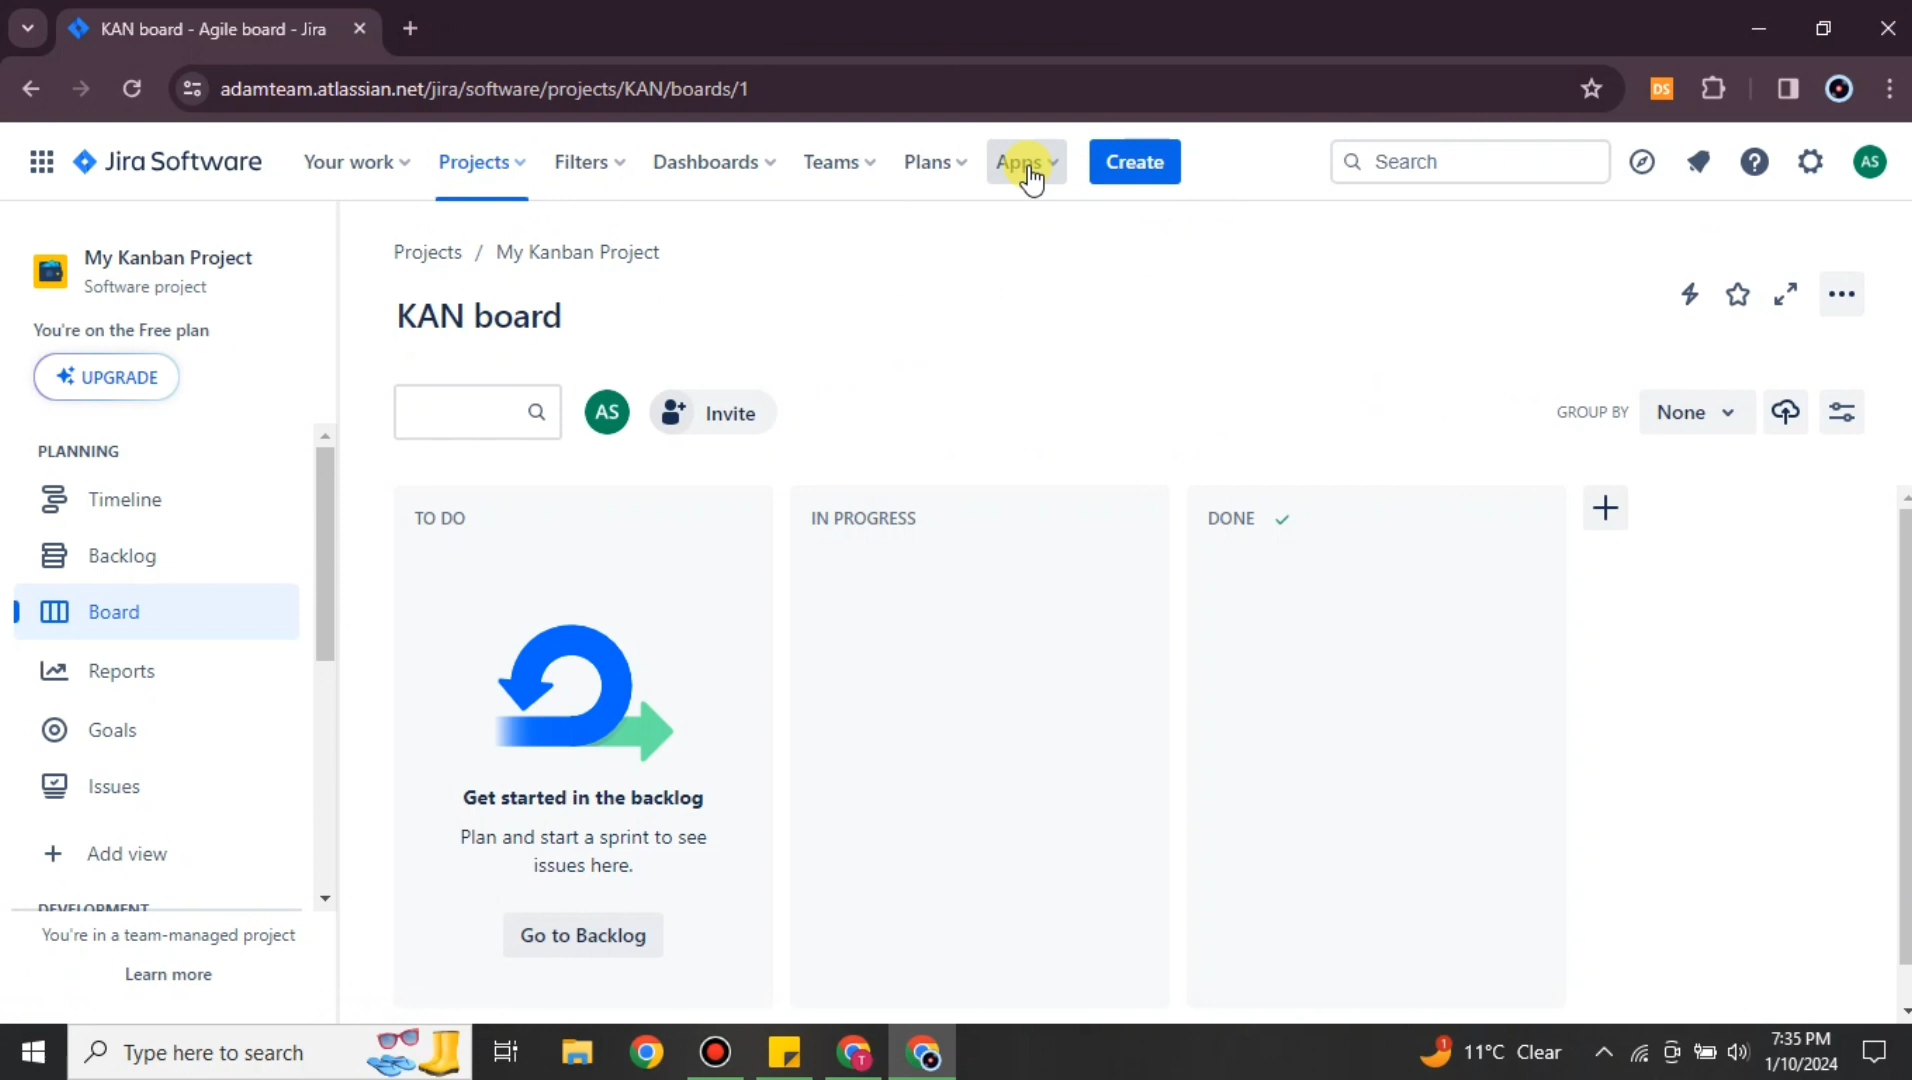 KAN board - Agile board - Jira
adamteam.atlassian.net/jira/software/projects/KAN/boards/1
DS
Jira Software
Your work
Projects
Filters
Dashboards
Teams
Plans
Apps
Create
Search
AS
My Kanban Project
Software project
You're on the Free plan
UPGRADE
PLANNING
Timeline
Backlog
Board
Reports
Goals
Issues
Add view
DEVELOPMENT
You're in a team-managed project
Learn more
Projects / My Kanban Project
KAN board
AS
Invite
GROUP BY
None
TO DO
IN PROGRESS
DONE
Get started in the backlog
Plan and start a sprint to see
issues here.
Go to Backlog
Type here to search
T
1
11°C Clear
7:35 PM
1/10/2024